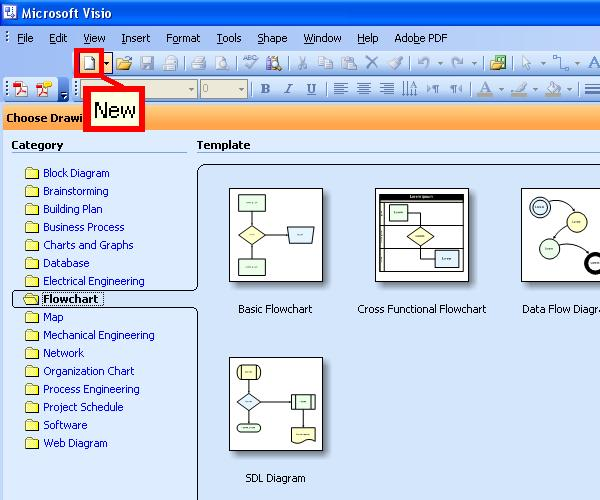 Microsoft Visio
File Edit View Insert Format Tools Shape Window Help Adobe PDF
ABC
0 B I U A
New
Choose Drawi
Category Template
Block Diagram
Brainstorming
Building Plan
Business Process
Charts and Graphs
Database
Electrical Engineering
Flowchart
Map
Mechanical Engineering
Network
Organization Chart
Process Engineering
Project Schedule
Software
Web Diagram
Basic Flowchart Cross Functional Flowchart Data Flow Diagra
SDL Diagram